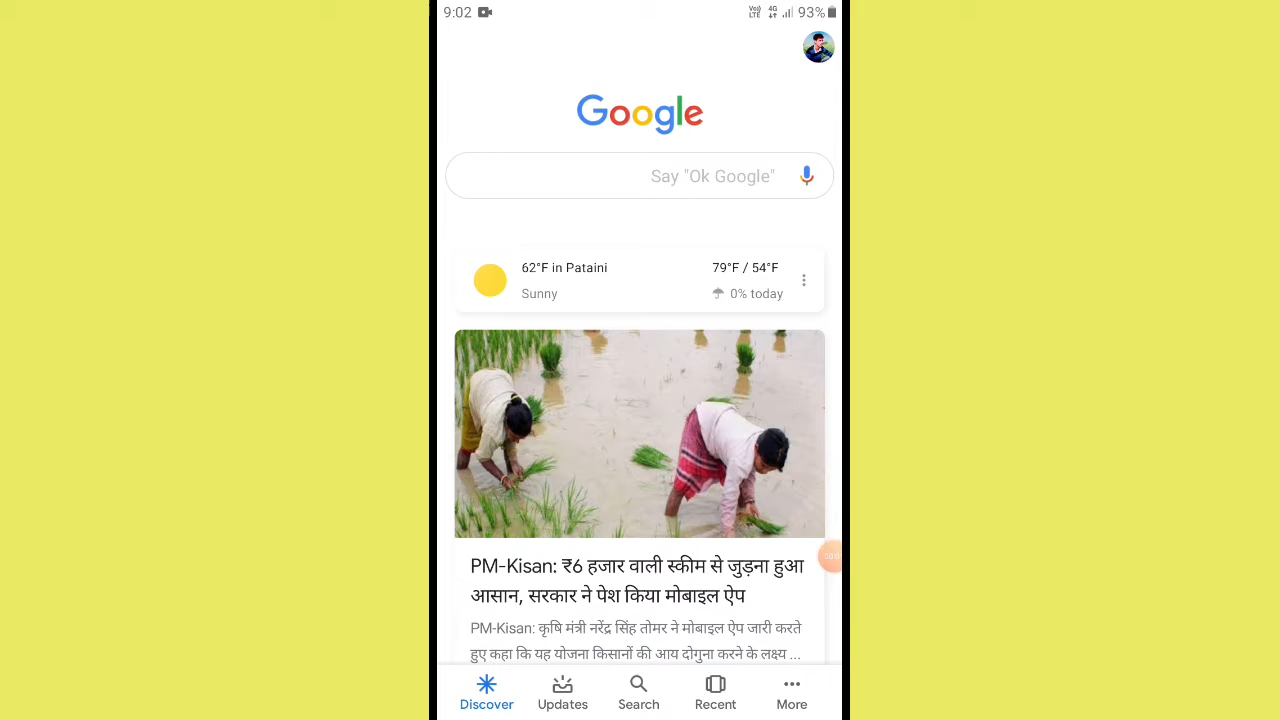 9:02
VoLTE 4G 93%
Google
Say "Ok Google"
62°F in Pataini
79°F / 54°F
Sunny
0% today
PM-Kisan: ₹6 हजार वाली स्कीम से जुड़ना हुआ
आसान, सरकार ने पेश किया मोबाइल ऐप
PM-Kisan: कृषि मंत्री नरेंद्र सिंह तोमर ने मोबाइल ऐप जारी करते
हुए कहा कि यह योजना किसानों की आय दोगुना करने के लक्ष्य ...
Discover
Updates
Search
Recent
More